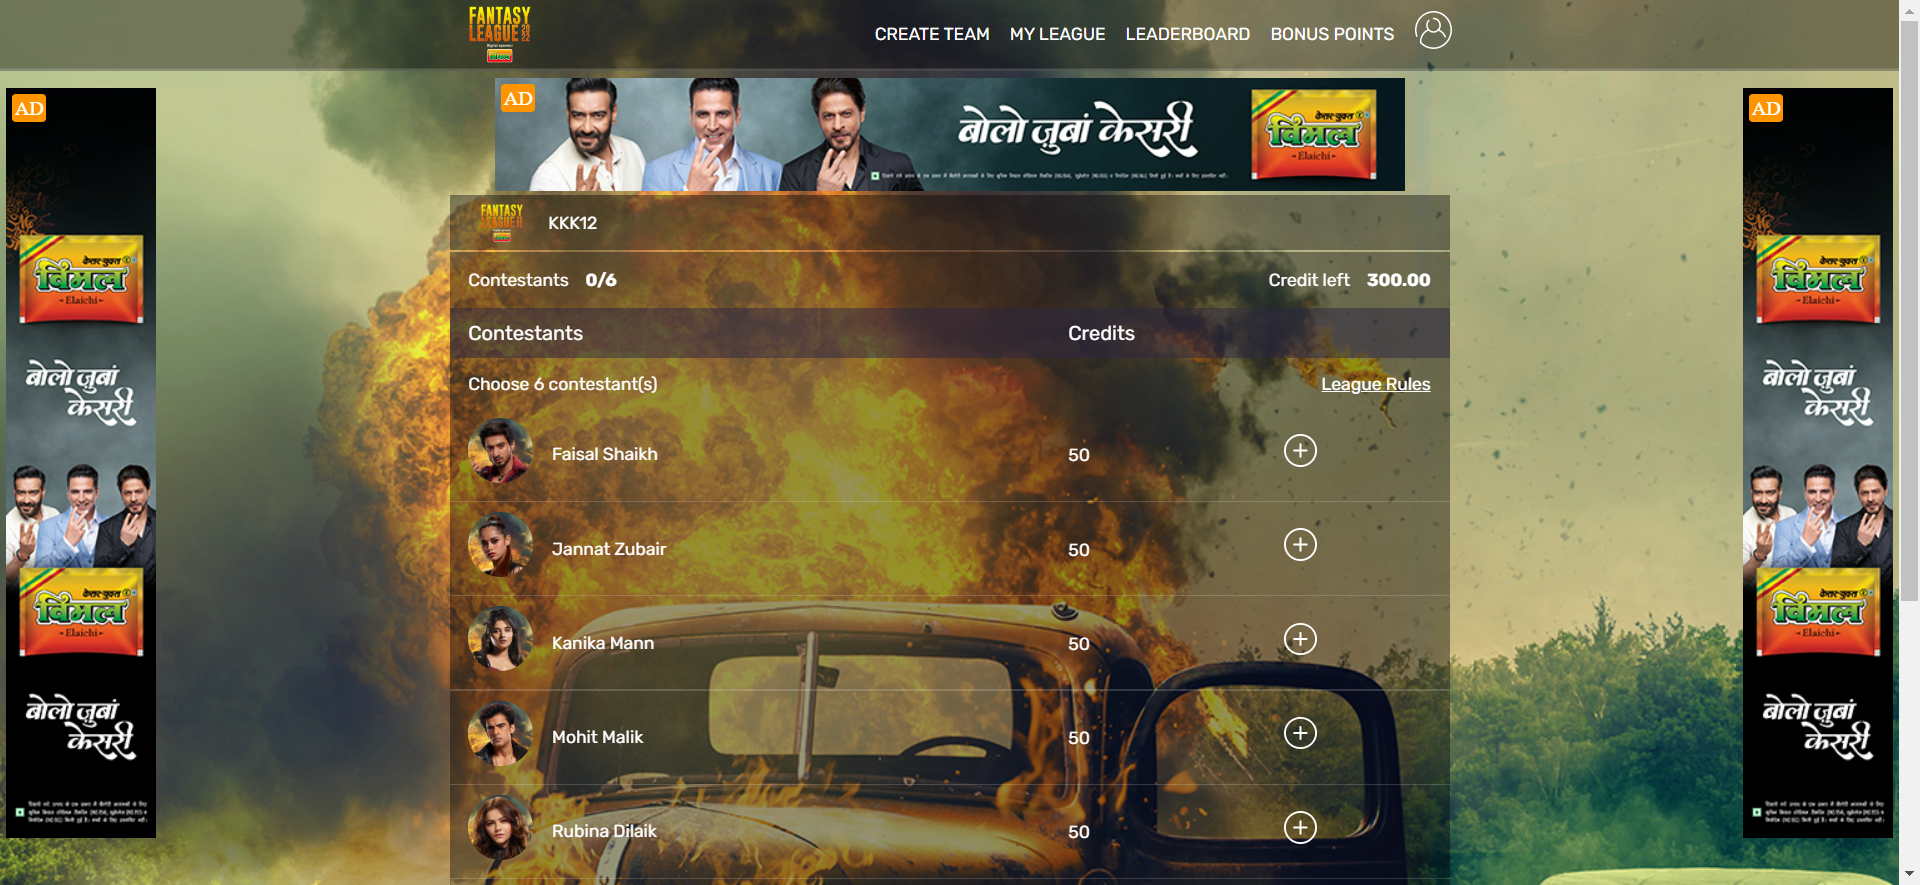 FANTASY
LEAGUE 2022
CREATE TEAM
MY LEAGUE
LEADERBOARD
BONUS POINTS
AD
बोलो ज़ुबां केसरी
केसर-युक्त
विमल
Elaichi
FANTASY
LEAGUE
KKK12
Contestants 0/6
Credit left 300.00
Contestants
Credits
Choose 6 contestant(s)
League Rules
Faisal Shaikh
50
Jannat Zubair
50
Kanika Mann
50
Mohit Malik
50
Rubina Dilaik
50
AD
केसर-युक्त
विमल
Elaichi
बोलो ज़ुबां
केसरी
केसर-युक्त
विमल
Elaichi
बोलो ज़ुबां
केसरी
AD
केसर-युक्त
विमल
Elaichi
बोलो ज़ुबां
केसरी
केसर-युक्त
विमल
Elaichi
बोलो ज़ुबां
केसरी